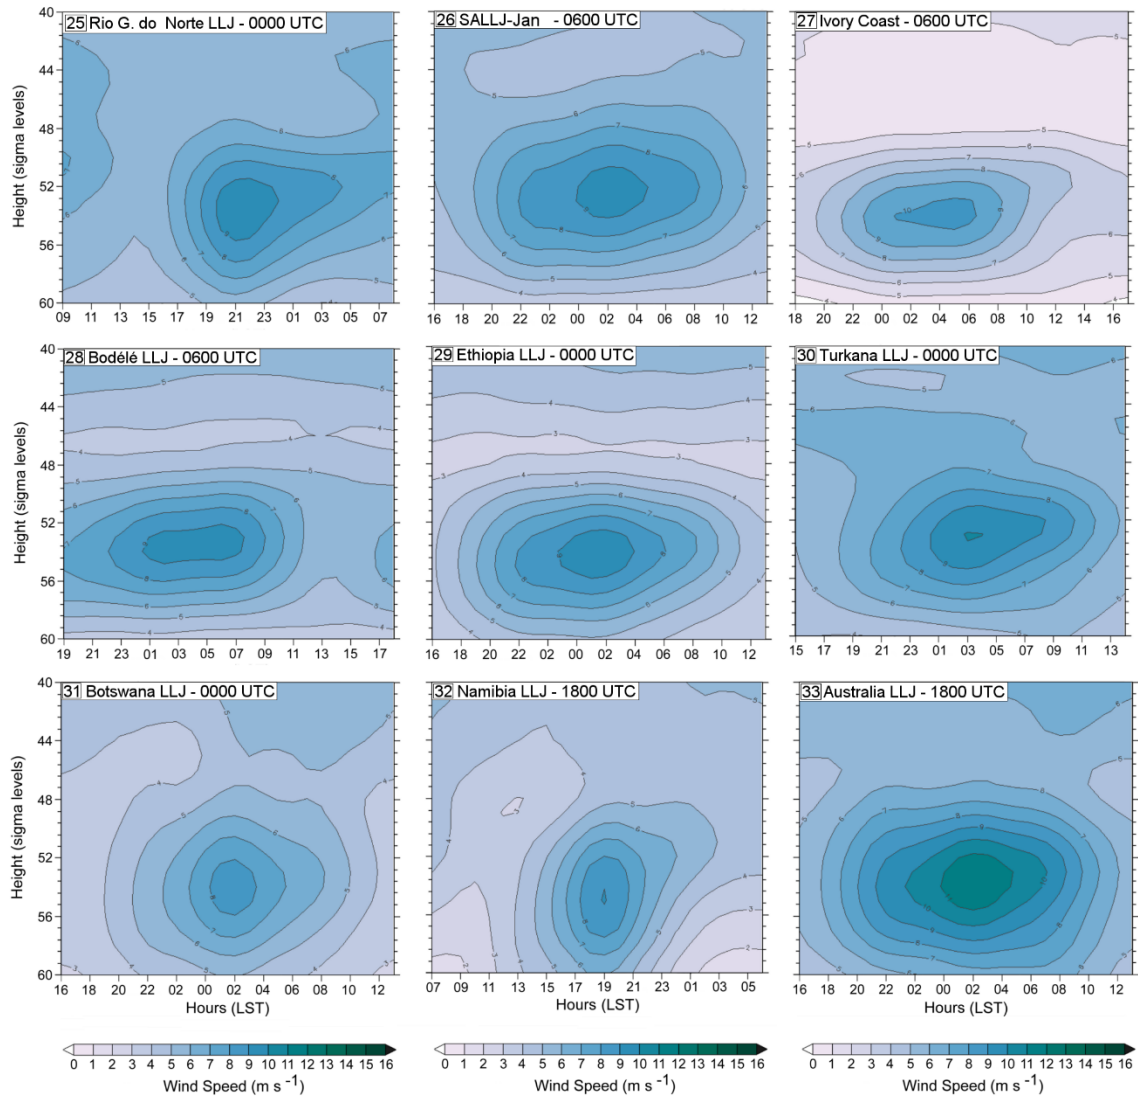 25 Rio G. do Norte LLJ - 0000 UTC
26 SALLJ-Jan - 0600 UTC
27 Ivory Coast - 0600 UTC
Height (sigma levels)
40
44
48
52
56
60
09 11 13 15 17 19 21 23 01 03 05 07
16 18 20 22 00 02 04 06 08 10 12
18 20 22 00 02 04 06 08 10 12 14 16
28 Bodélé LLJ - 0600 UTC
29 Ethiopia LLJ - 0000 UTC
30 Turkana LLJ - 0000 UTC
Height (sigma levels)
40
44
48
52
56
60
19 21 23 01 03 05 07 09 11 13 15 17
16 18 20 22 00 02 04 06 08 10 12
15 17 19 21 23 01 03 05 07 09 11 13
31 Botswana LLJ - 0000 UTC
32 Namibia LLJ - 1800 UTC
33 Australia LLJ - 1800 UTC
Height (sigma levels)
40
44
48
52
56
60
16 18 20 22 00 02 04 06 08 10 12
07 09 11 13 15 17 19 21 23 01 03 05
16 18 20 22 00 02 04 06 08 10 12
Hours (LST)
Hours (LST)
Hours (LST)
0 1 2 3 4 5 6 7 8 9 10 11 12 13 14 15 16
0 1 2 3 4 5 6 7 8 9 10 11 12 13 14 15 16
0 1 2 3 4 5 6 7 8 9 10 11 12 13 14 15 16
Wind Speed (m s -1)
Wind Speed (m s -1)
Wind Speed (m s -1)